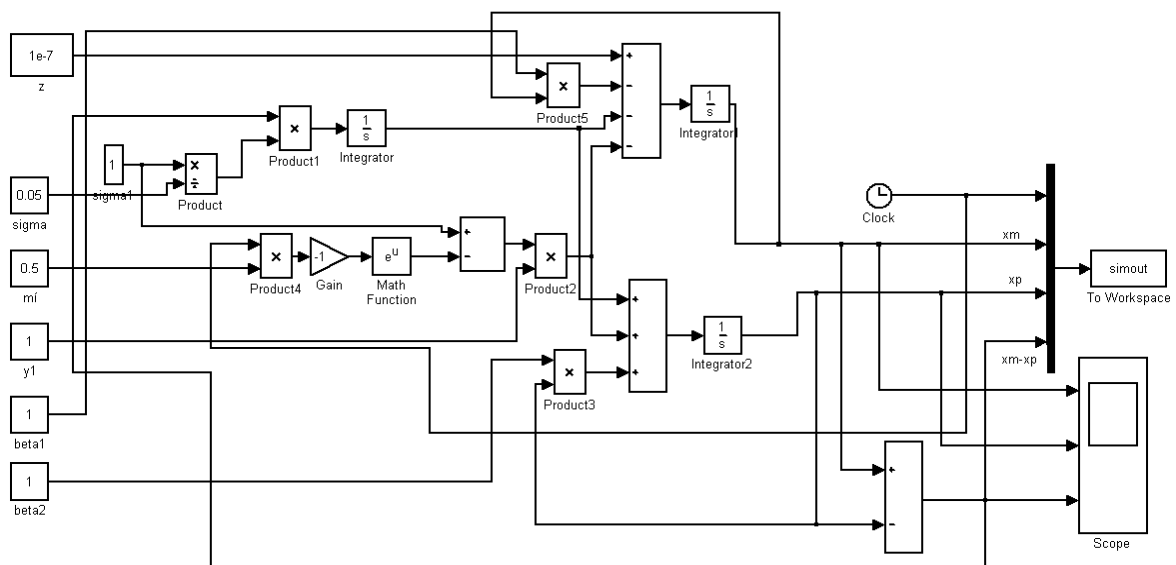 1e-7
z
×
Product5
+
-
-
-
1
s
Integrator1
×
Product1
1
s
Integrator
1
sigma1
×
÷
Product
0.05
sigma
Clock
xm
0.5
mí
×
Product4
-1
Gain
e^u
Math
Function
+
-
×
Product2
xp
simout
To Workspace
1
y1
+
+
+
1
s
Integrator2
xm-xp
×
Product3
1
beta1
1
beta2
+
-
Scope